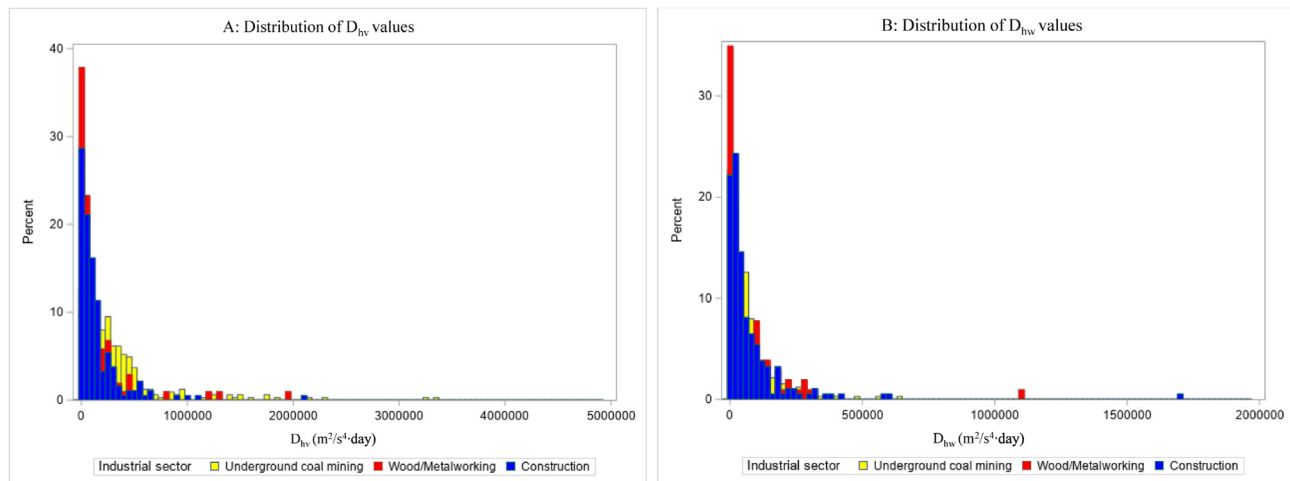 A: Distribution of Dhv values
40
30
20
10
0
Percent
0 1000000 2000000 3000000 4000000 5000000
Dhv (m²/s⁴·day)
Industrial sector Underground coal mining Wood/Metalworking Construction
B: Distribution of Dhw values
30
20
10
0
Percent
0 500000 1000000 1500000 2000000
Dhw (m²/s⁴·day)
Industrial sector Underground coal mining Wood/Metalworking Construction